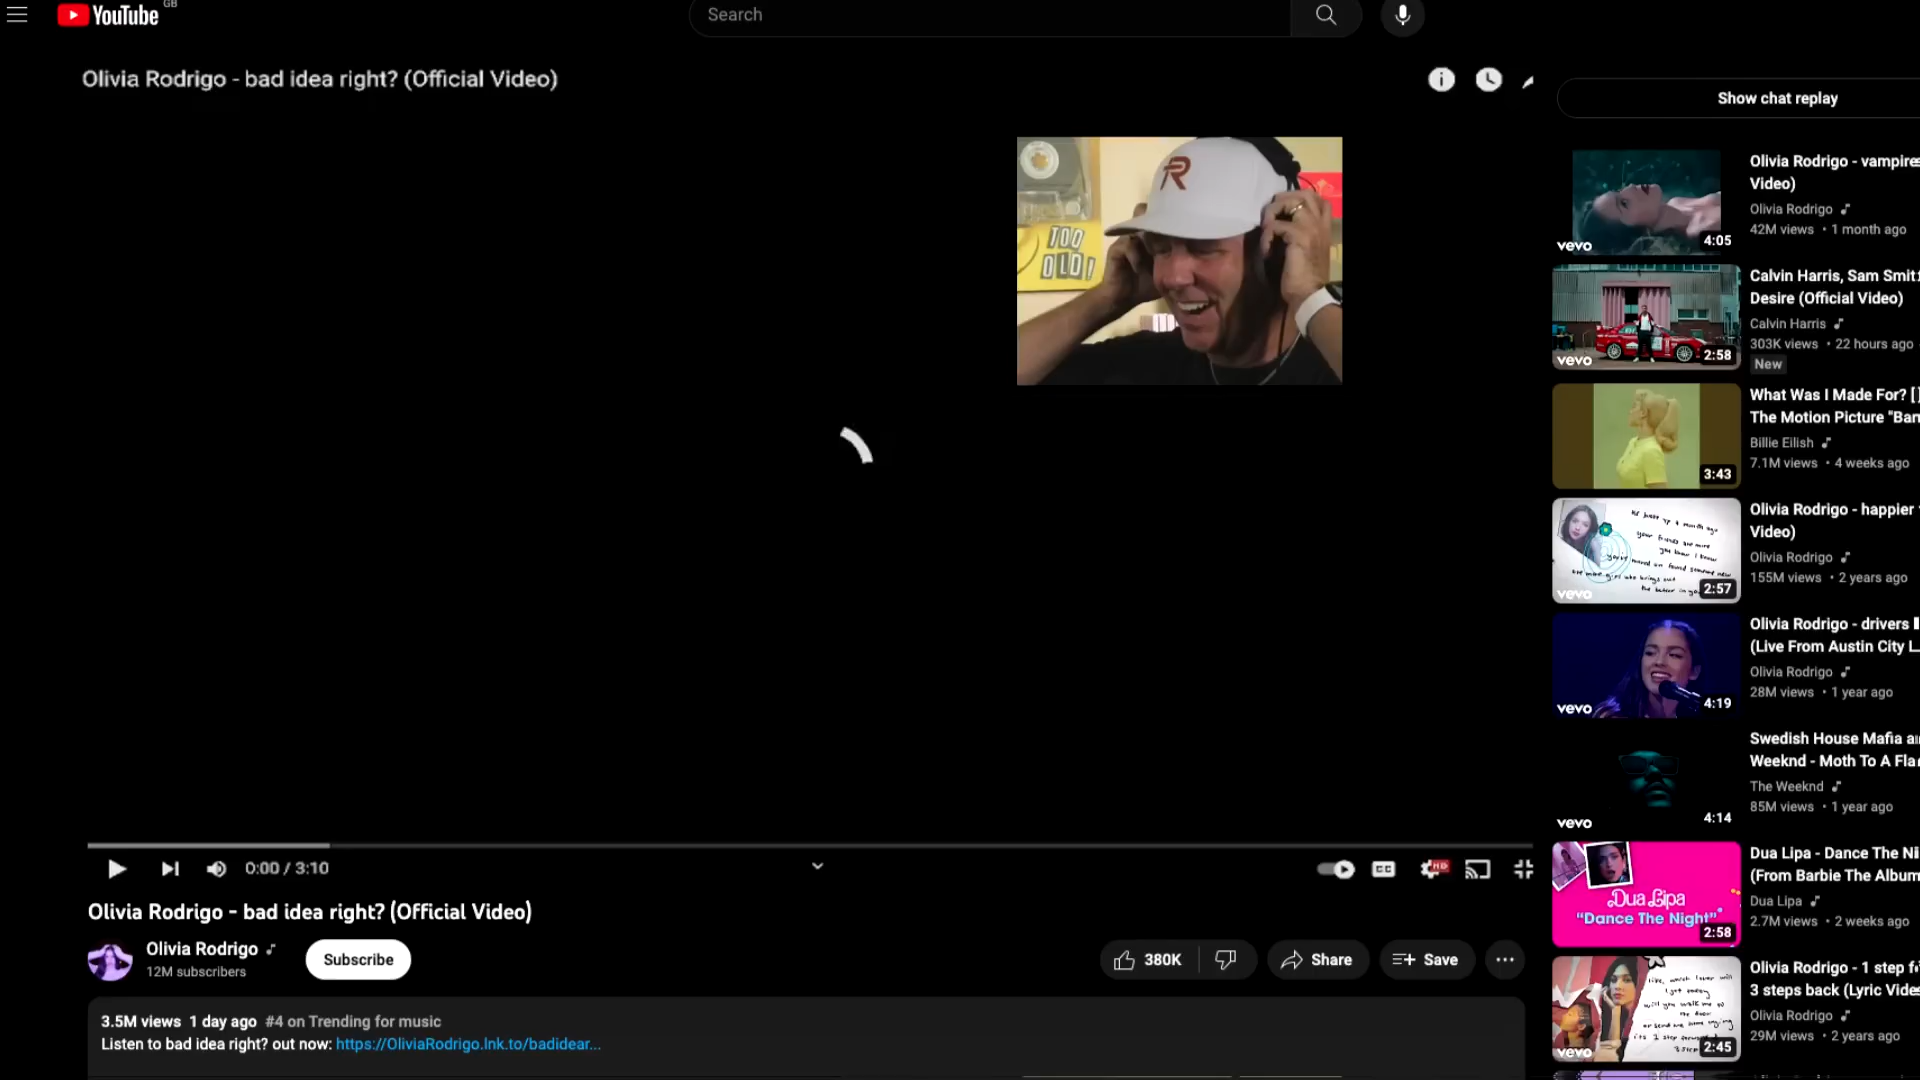 YouTube GB
Search
Olivia Rodrigo - bad idea right? (Official Video)
Show chat replay
R
TOO
OLD!
Olivia Rodrigo - vampire
Video)
Olivia Rodrigo
42M views • 1 month ago
vevo
4:05
Calvin Harris, Sam Smit
Desire (Official Video)
Calvin Harris
303K views • 22 hours ago
New
vevo
2:58
What Was I Made For? [
The Motion Picture "Bar
Billie Eilish
7.1M views • 4 weeks ago
3:43
Olivia Rodrigo - happier
Video)
Olivia Rodrigo
155M views • 2 years ago
vevo
2:57
Olivia Rodrigo - drivers
(Live From Austin City L
Olivia Rodrigo
28M views • 1 year ago
vevo
4:19
Swedish House Mafia a
Weeknd - Moth To A Fla
The Weeknd
85M views • 1 year ago
vevo
4:14
Dua Lipa
"Dance The Night"
Dua Lipa - Dance The Ni
(From Barbie The Album
Dua Lipa
2.7M views • 2 weeks ago
2:58
Olivia Rodrigo - 1 step f
3 steps back (Lyric Vide
Olivia Rodrigo
29M views • 2 years ago
vevo
2:45
0:00 / 3:10
CC
HD
Olivia Rodrigo - bad idea right? (Official Video)
Olivia Rodrigo
12M subscribers
Subscribe
380K
Share
Save
3.5M views 1 day ago #4 on Trending for music
Listen to bad idea right? out now: https://OliviaRodrigo.lnk.to/badidear...